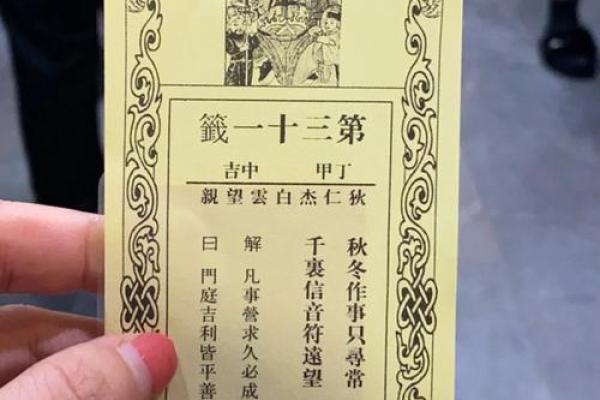 第三十一籤
丁甲 中吉
狄仁杰白雲望親
秋冬作事只尋常
千裏信音符遠望
解 凡事營求久必成
曰 門庭吉利皆平善